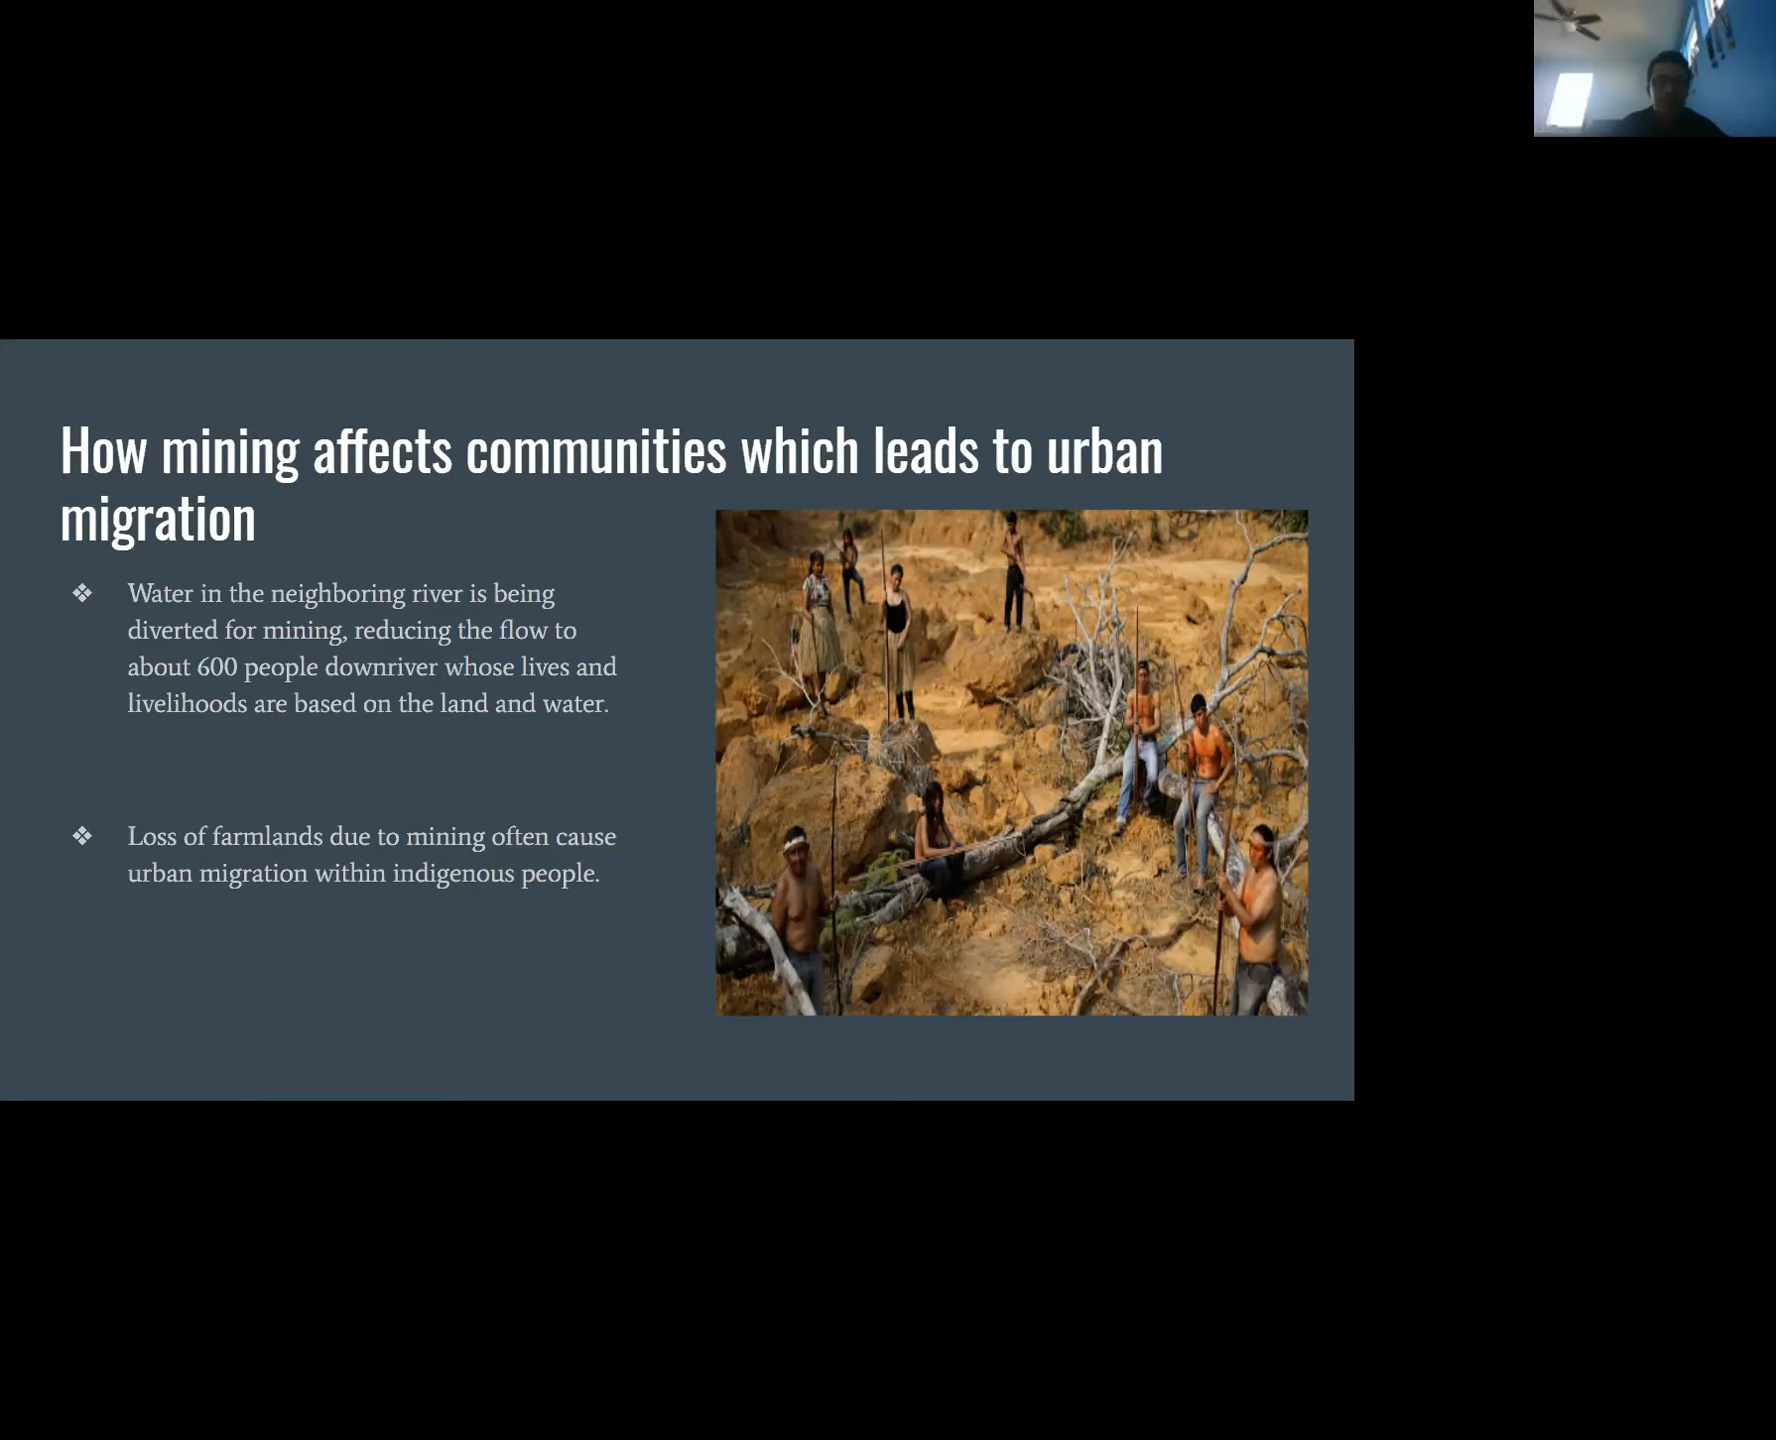 How mining affects communities which leads to urban
migration
❖ Water in the neighboring river is being
diverted for mining, reducing the flow to
about 600 people downriver whose lives and
livelihoods are based on the land and water.
❖ Loss of farmlands due to mining often cause
urban migration within indigenous people.